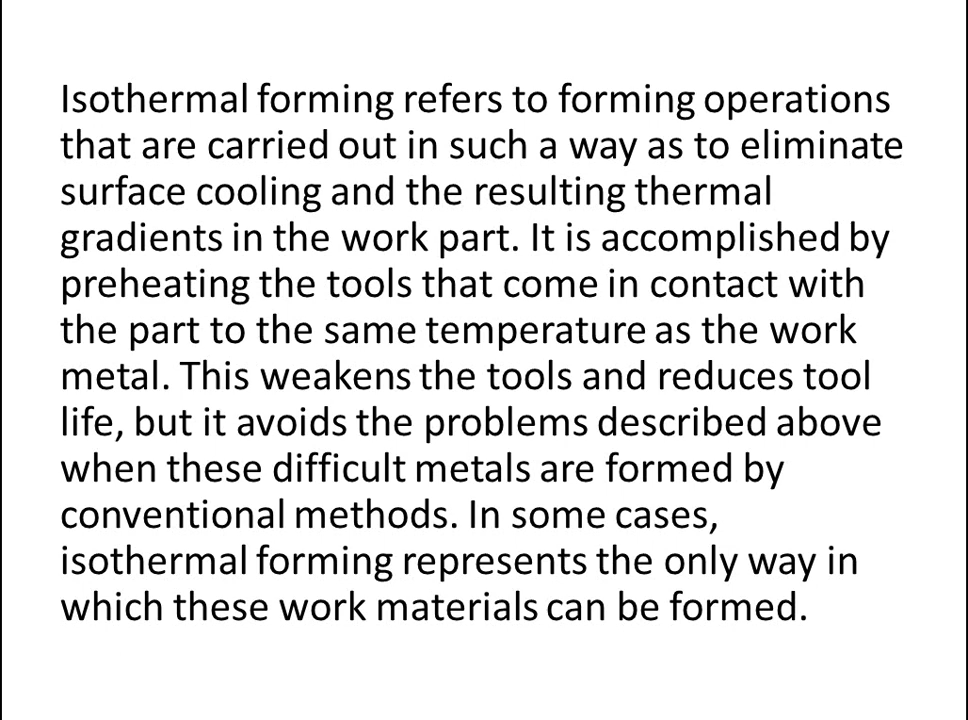 Isothermal forming refers to forming operations
that are carried out in such a way as to eliminate
surface cooling and the resulting thermal
gradients in the work part. It is accomplished by
preheating the tools that come in contact with
the part to the same temperature as the work
metal. This weakens the tools and reduces tool
life, but it avoids the problems described above
when these difficult metals are formed by
conventional methods. In some cases,
isothermal forming represents the only way in
which these work materials can be formed.